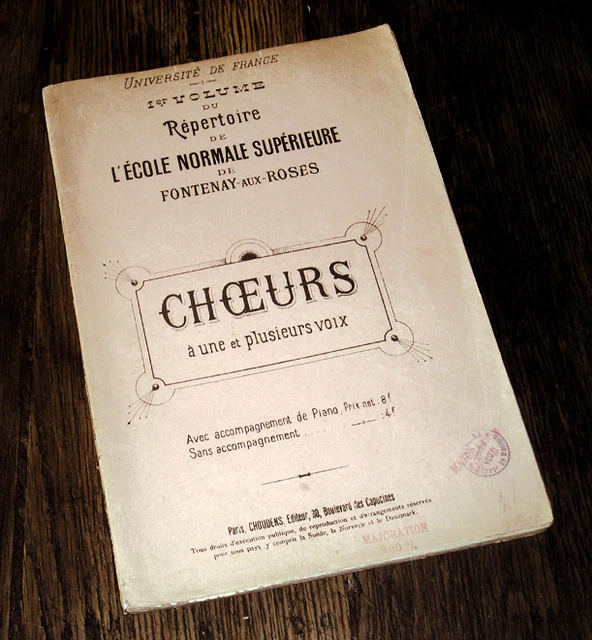 UNIVERSITÉ DE FRANCE
1er VOLUME
DU
Répertoire
DE
L'ÉCOLE NORMALE SUPÉRIEURE
DE
FONTENAY-AUX-ROSES
CHŒURS
à une et plusieurs voix
Avec accompagnement de Piano, Prix net : 8f
Sans accompagnement . . . . . — : 4f
Paris, CHOUDENS, Editeur, 30, Boulevard des Capucines
Tous droits d'exécution publique, de reproduction et d'arrangements réservés
pour tous pays, y compris la Suède, la Norvège et le Danemark.
MAJORATION